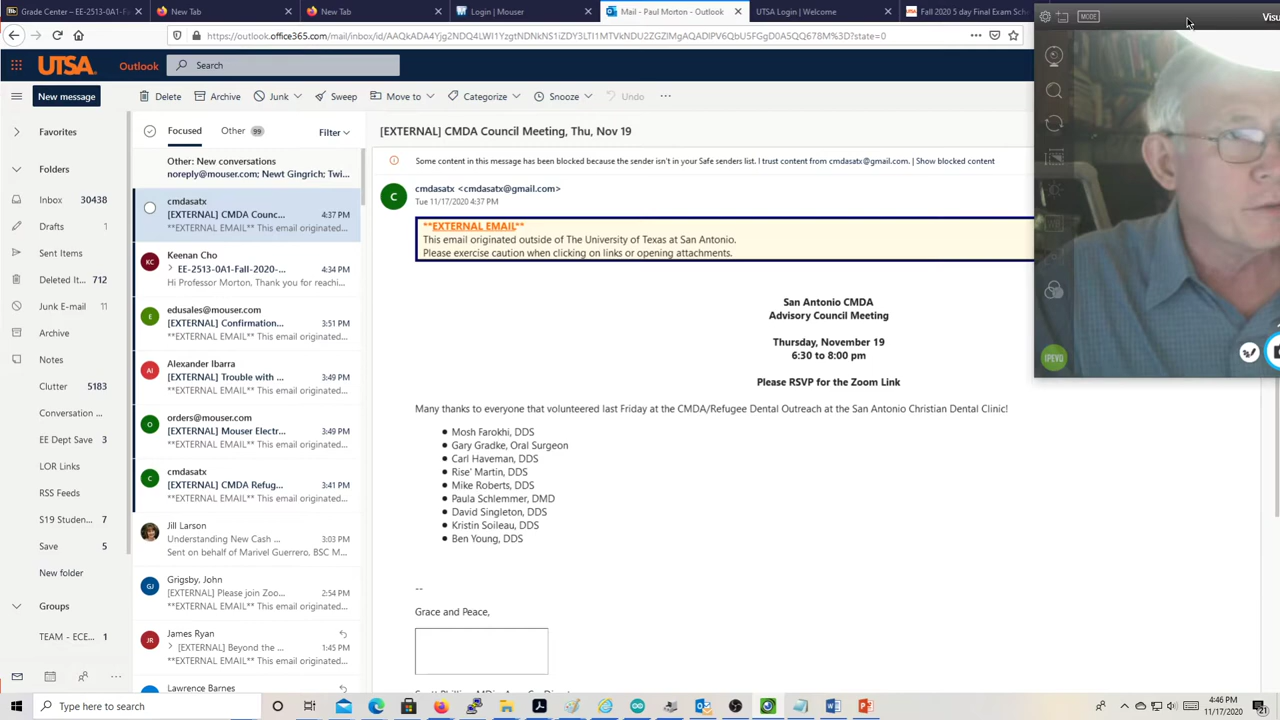 Grade Center – EE-2513-0A1-F
New Tab
New Tab
Login | Mouser
Mail - Paul Morton - Outlook
UTSA Login | Welcome
Fall 2020 5 day Final Exam Sch
MODE
Visu
https://outlook.office365.com/mail/inbox/id/
UTSA Outlook
Search
New message
Delete
Archive
Junk
Sweep
Move to
Categorize
Snooze
Undo
Favorites
Folders
Inbox 30438
Drafts 1
Sent Items
Deleted It... 712
Junk E-mail 11
Archive
Notes
Clutter 5183
Conversation ...
EE Dept Save 3
LOR Links
RSS Feeds
S19 Studen... 7
Save 5
New folder
Groups
TEAM - ECE... 1
Focused
Other 99
Filter
Other: New conversations
noreply@mouser.com; Newt Gingrich; Twi...
cmdasatx
[EXTERNAL] CMDA Counc... 4:37 PM
**EXTERNAL EMAIL** This email originated...
KC
Keenan Cho
EE-2513-0A1-Fall-2020-... 4:34 PM
Hi Professor Morton, Thank you for reachi...
E
edusales@mouser.com
[EXTERNAL] Confirmation... 3:51 PM
**EXTERNAL EMAIL** This email originated...
AI
Alexander Ibarra
[EXTERNAL] Trouble with ... 3:49 PM
**EXTERNAL EMAIL** This email originated...
O
orders@mouser.com
[EXTERNAL] Mouser Electr... 3:49 PM
**EXTERNAL EMAIL** This email originated...
C
cmdasatx
[EXTERNAL] CMDA Refug... 3:41 PM
**EXTERNAL EMAIL** This email originated...
Jill Larson
Understanding New Cash ... 3:03 PM
Sent on behalf of Marivel Guerrero, BSC M...
GJ
Grigsby, John
[EXTERNAL] Please join Zoo... 2:54 PM
**EXTERNAL EMAIL** This email originated...
JR
James Ryan
[EXTERNAL] Beyond the ... 1:45 PM
**EXTERNAL EMAIL** This email originated...
Lawrence Barnes
[EXTERNAL] CMDA Council Meeting, Thu, Nov 19
Some content in this message has been blocked because the sender isn't in your Safe senders list. I trust content from cmdasatx@gmail.com. | Show blocked content
C
cmdasatx <cmdasatx@gmail.com>
Tue 11/17/2020 4:37 PM
**EXTERNAL EMAIL**
This email originated outside of The University of Texas at San Antonio.
Please exercise caution when clicking on links or opening attachments.
San Antonio CMDA
Advisory Council Meeting
Thursday, November 19
6:30 to 8:00 pm
Please RSVP for the Zoom Link
Many thanks to everyone that volunteered last Friday at the CMDA/Refugee Dental Outreach at the San Antonio Christian Dental Clinic!
Mosh Farokhi, DDS
Gary Gradke, Oral Surgeon
Carl Haveman, DDS
Rise' Martin, DDS
Mike Roberts, DDS
Paula Schlemmer, DMD
David Singleton, DDS
Kristin Soileau, DDS
Ben Young, DDS
--
Grace and Peace,
IPEVO
Type here to search
4:46 PM
11/17/2020
21